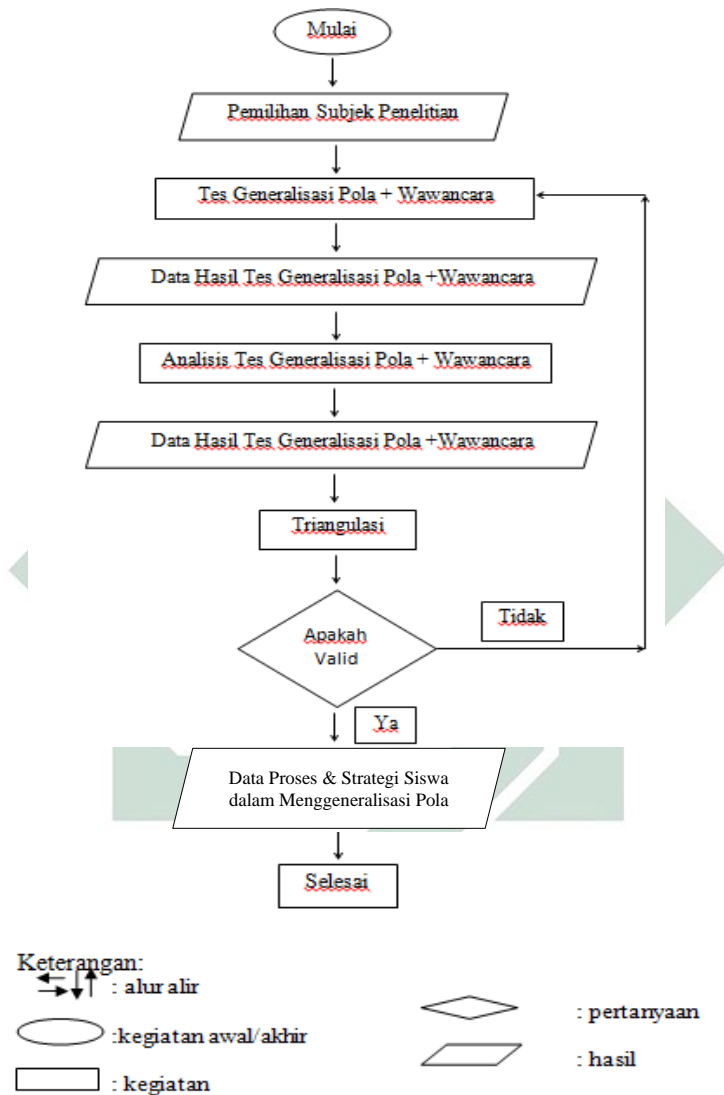 Mulai
Pemilihan Subjek Penelitian
Tes Generalisasi Pola + Wawancara
Data Hasil Tes Generalisasi Pola +Wawancara
Analisis Tes Generalisasi Pola + Wawancara
Data Hasil Tes Generalisasi Pola +Wawancara
Triangulasi
Apakah
Valid
Tidak
Ya
Data Proses & Strategi Siswa
dalam Menggeneralisasi Pola
Selesai
Keterangan:
: alur alir
:kegiatan awal/akhir
: kegiatan
: pertanyaan
: hasil